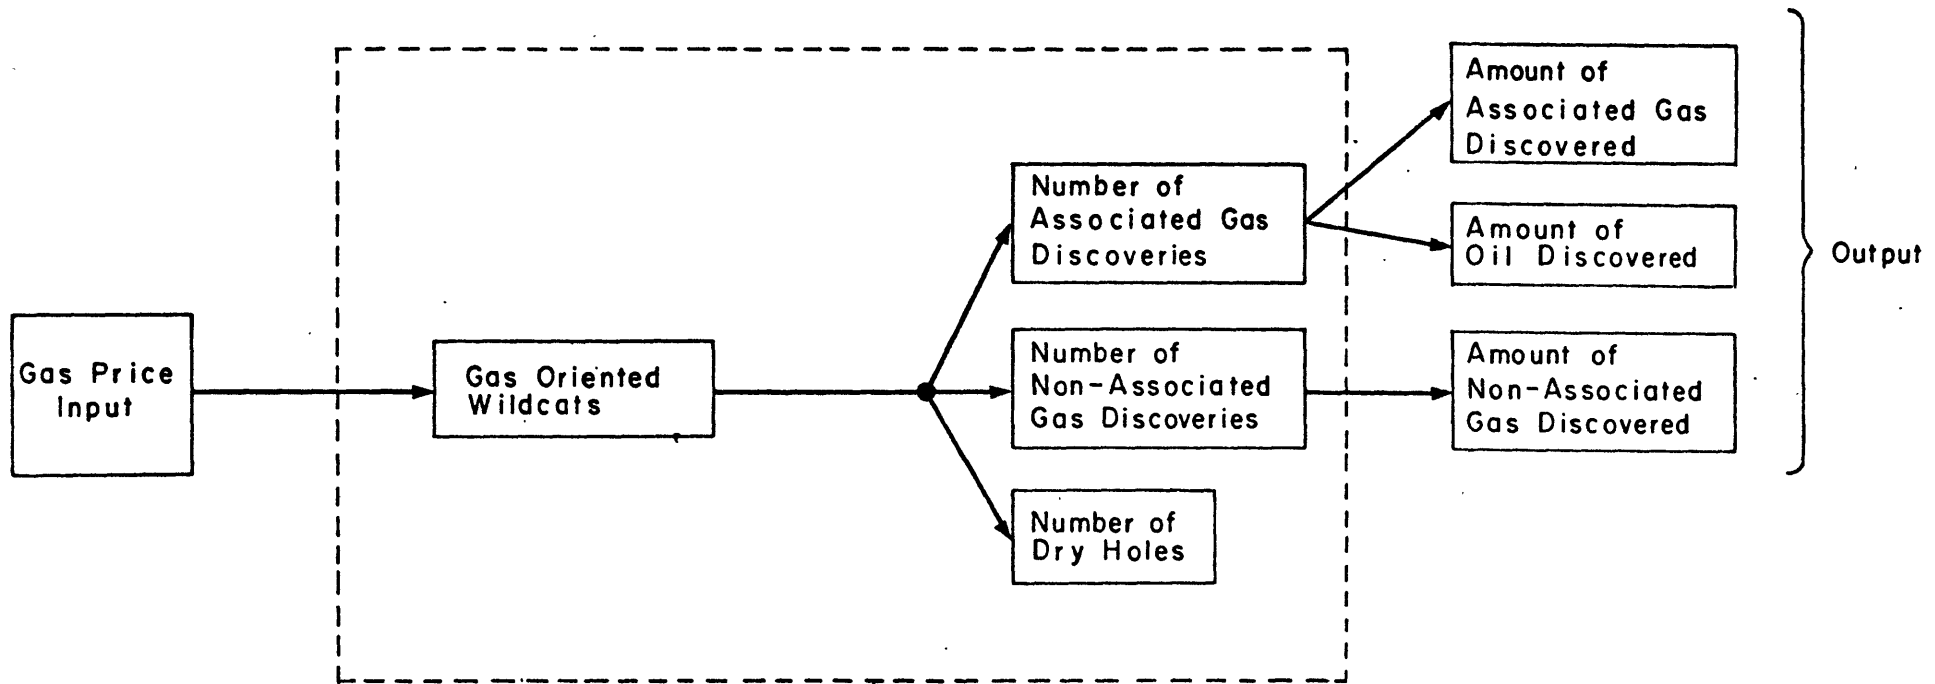 Gas Price
Input
Gas Oriented
Wildcats
Number of
Associated Gas
Discoveries
Number of
Non-Associated
Gas Discoveries
Number of
Dry Holes
Amount of
Associated Gas
Discovered
Amount of
Oil Discovered
Amount of
Non-Associated
Gas Discovered
Output